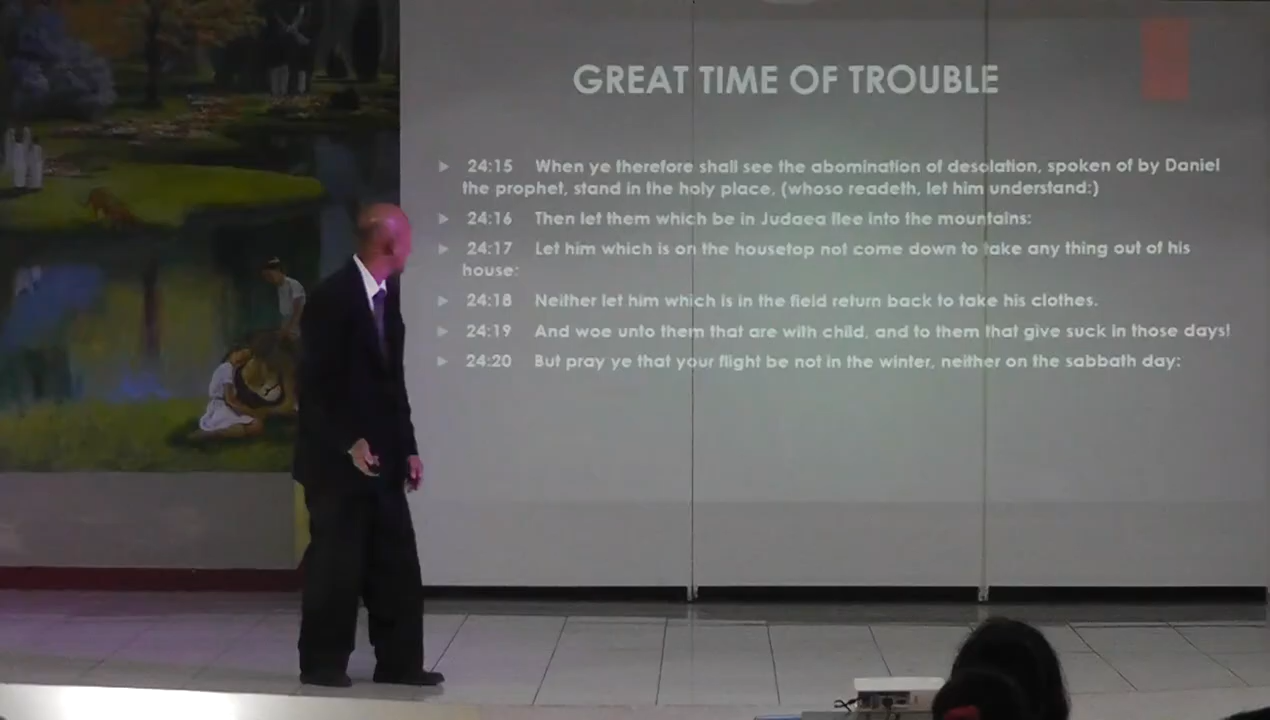 GREAT TIME OF TROUBLE
24:15 When ye therefore shall see the abomination of desolation, spoken of by Daniel
the prophet, stand in the holy place, (whoso readeth, let him understand:)
24:16 Then let them which be in Judaea flee into the mountains:
24:17 Let him which is on the housetop not come down to take any thing out of his
house:
24:18 Neither let him which is in the field return back to take his clothes.
24:19 And woe unto them that are with child, and to them that give suck in those days!
24:20 But pray ye that your flight be not in the winter, neither on the sabbath day: